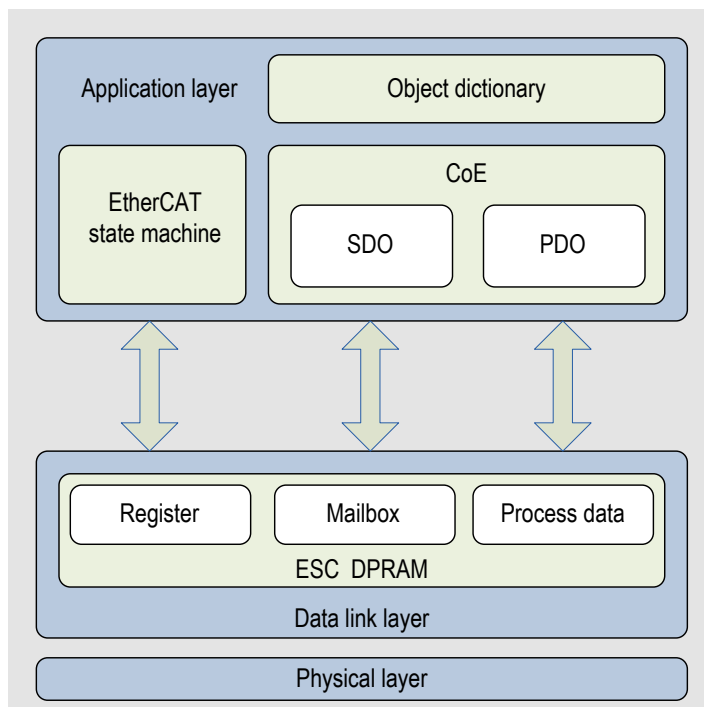 Application layer
Object dictionary
EtherCAT
state machine
CoE
SDO
PDO
Register
Mailbox
Process data
ESC DPRAM
Data link layer
Physical layer